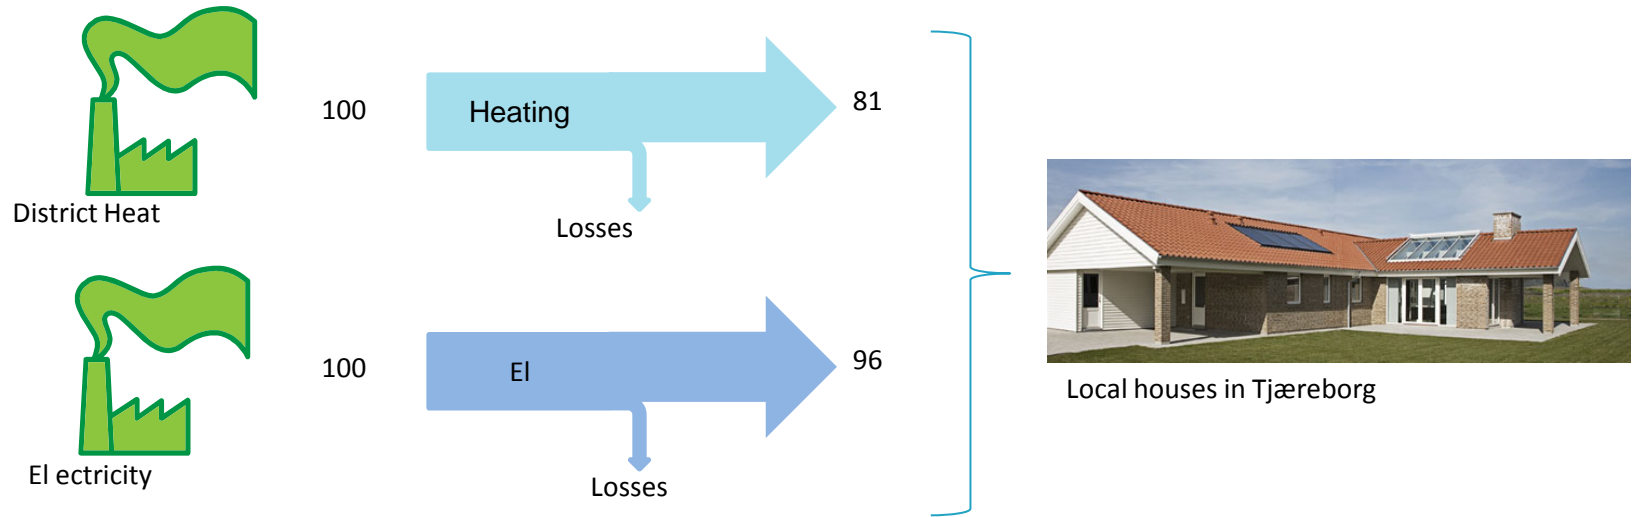 100
Heating
81
District Heat
Losses
100
El
96
Local houses in Tjæreborg
El ectricity
Losses